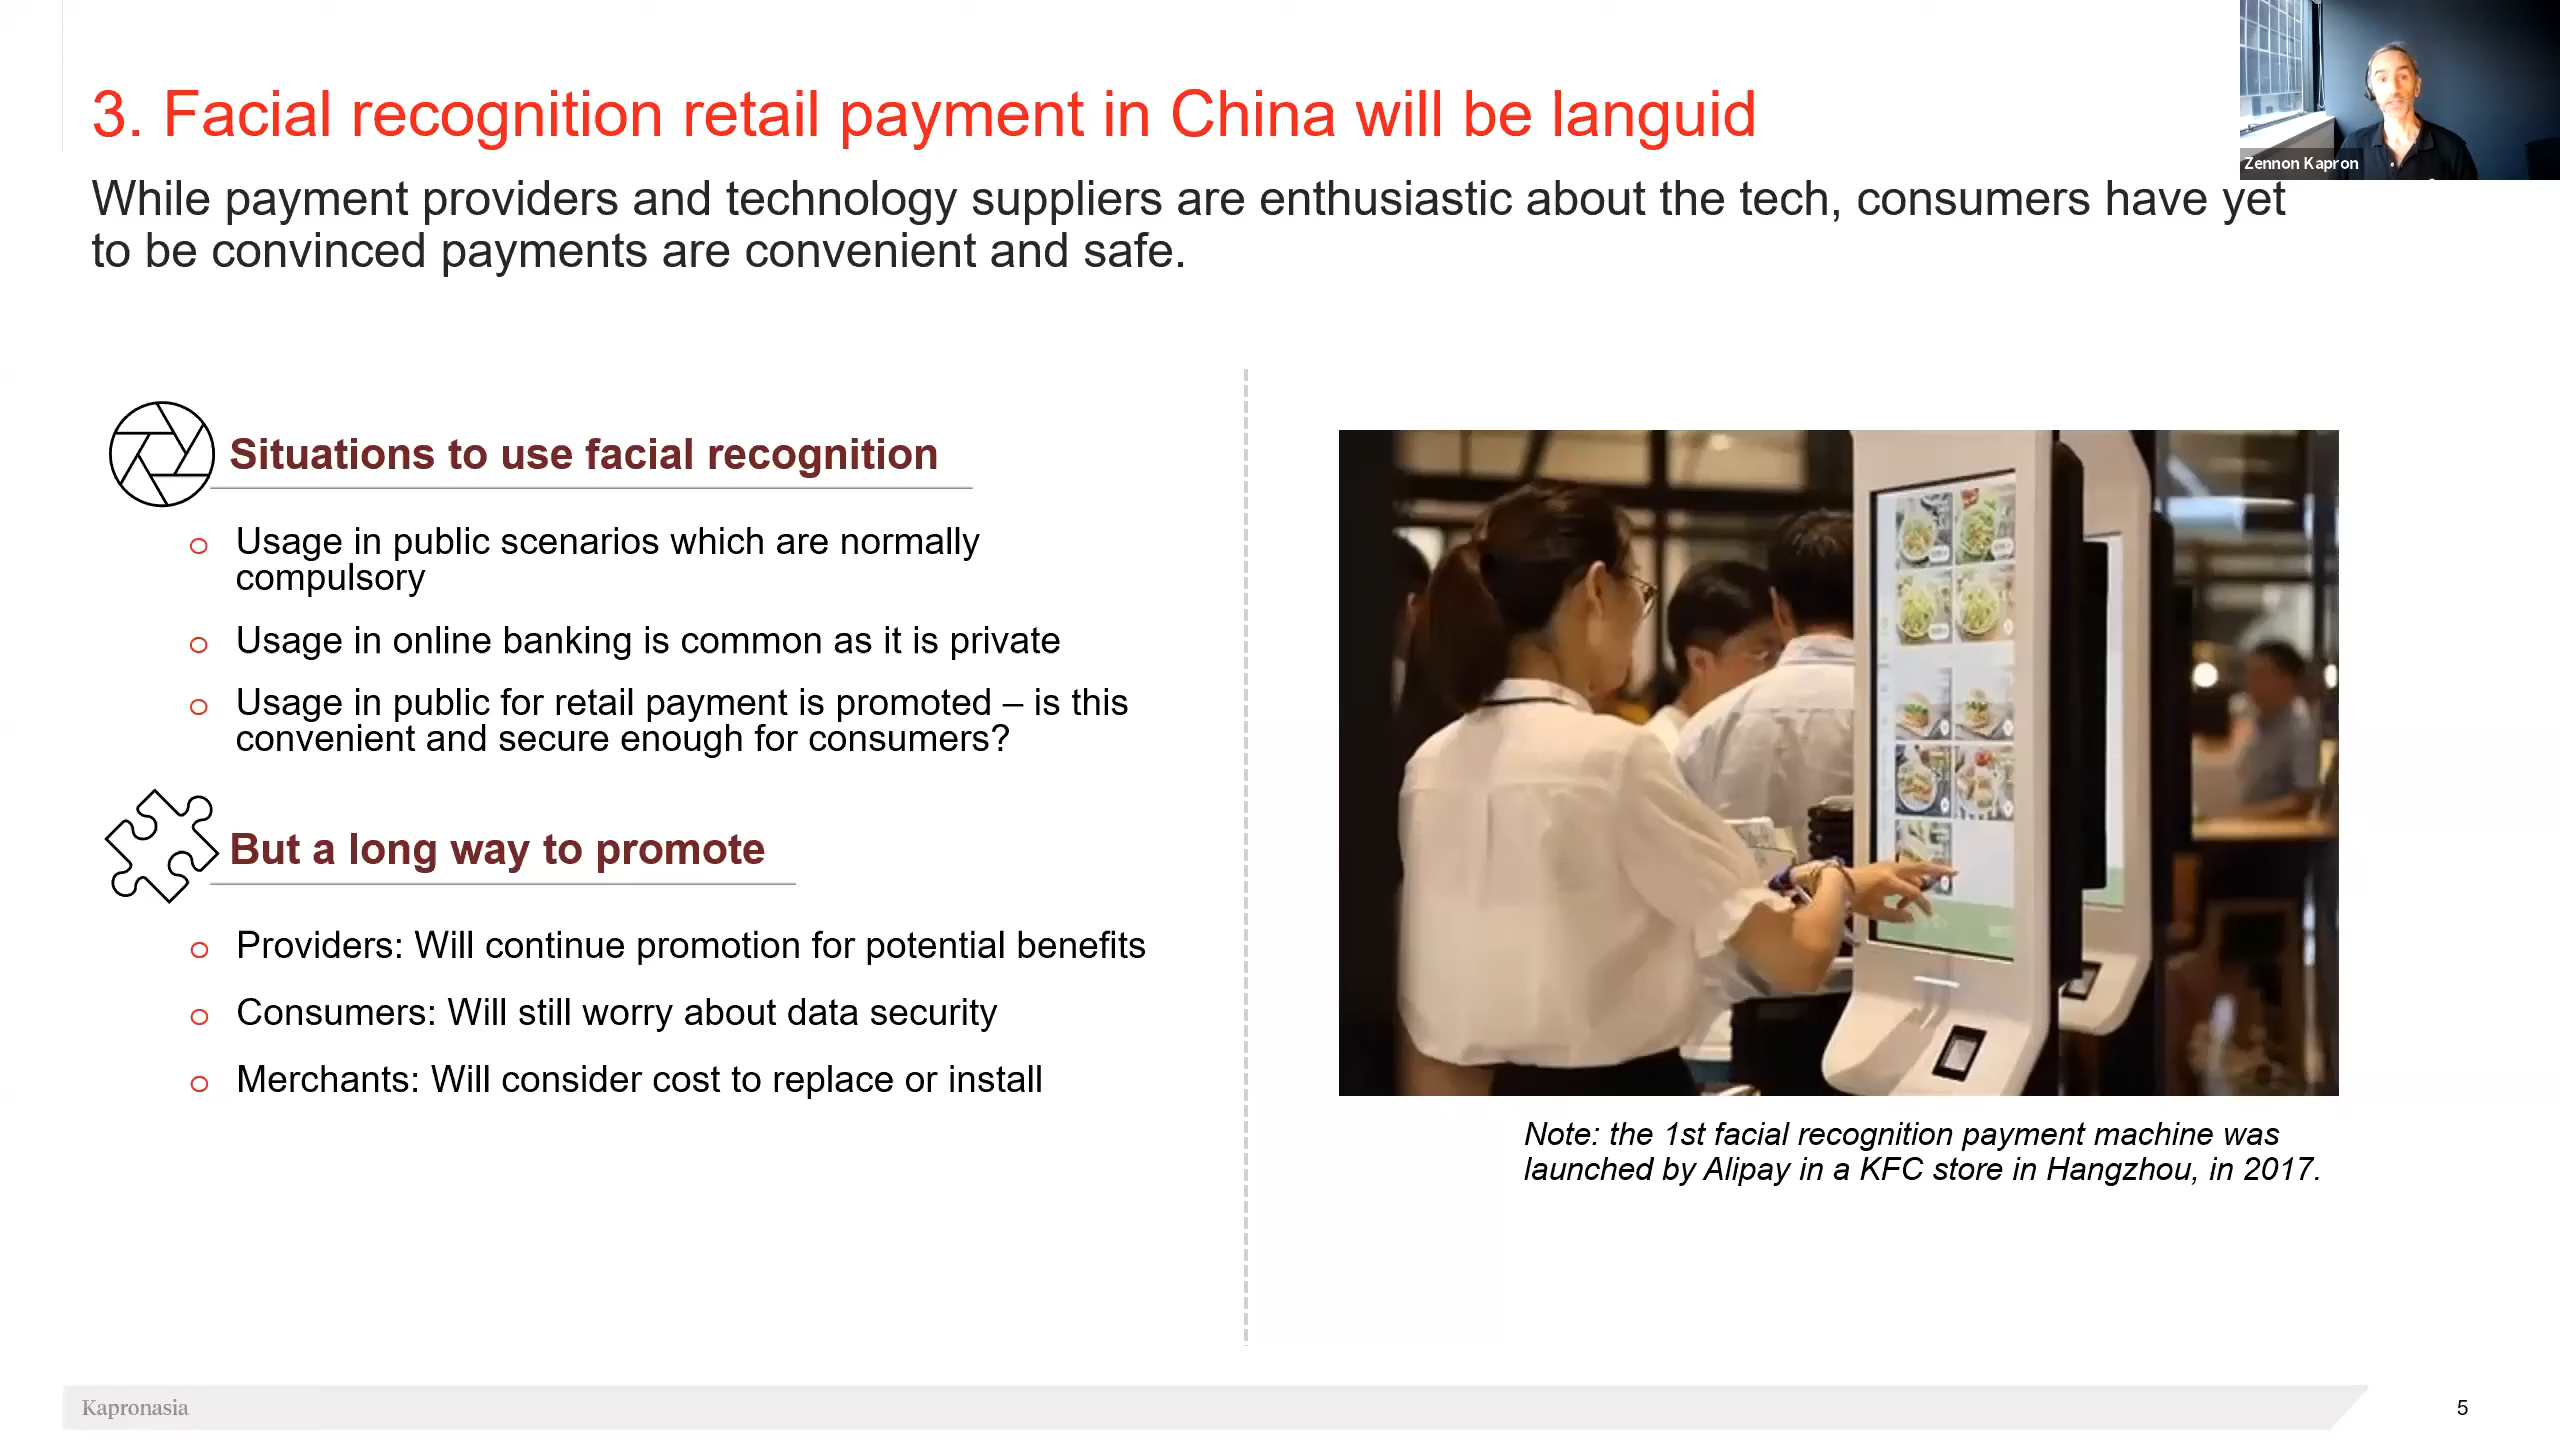 3. Facial recognition retail payment in China will be languid
Zennon Kapron
While payment providers and technology suppliers are enthusiastic about the tech, consumers have yet
to be convinced payments are convenient and safe.
Situations to use facial recognition
o Usage in public scenarios which are normally
compulsory
o Usage in online banking is common as it is private
o Usage in public for retail payment is promoted – is this
convenient and secure enough for consumers?
But a long way to promote
o Providers: Will continue promotion for potential benefits
o Consumers: Will still worry about data security
o Merchants: Will consider cost to replace or install
Note: the 1st facial recognition payment machine was
launched by Alipay in a KFC store in Hangzhou, in 2017.
Kapronasia
5